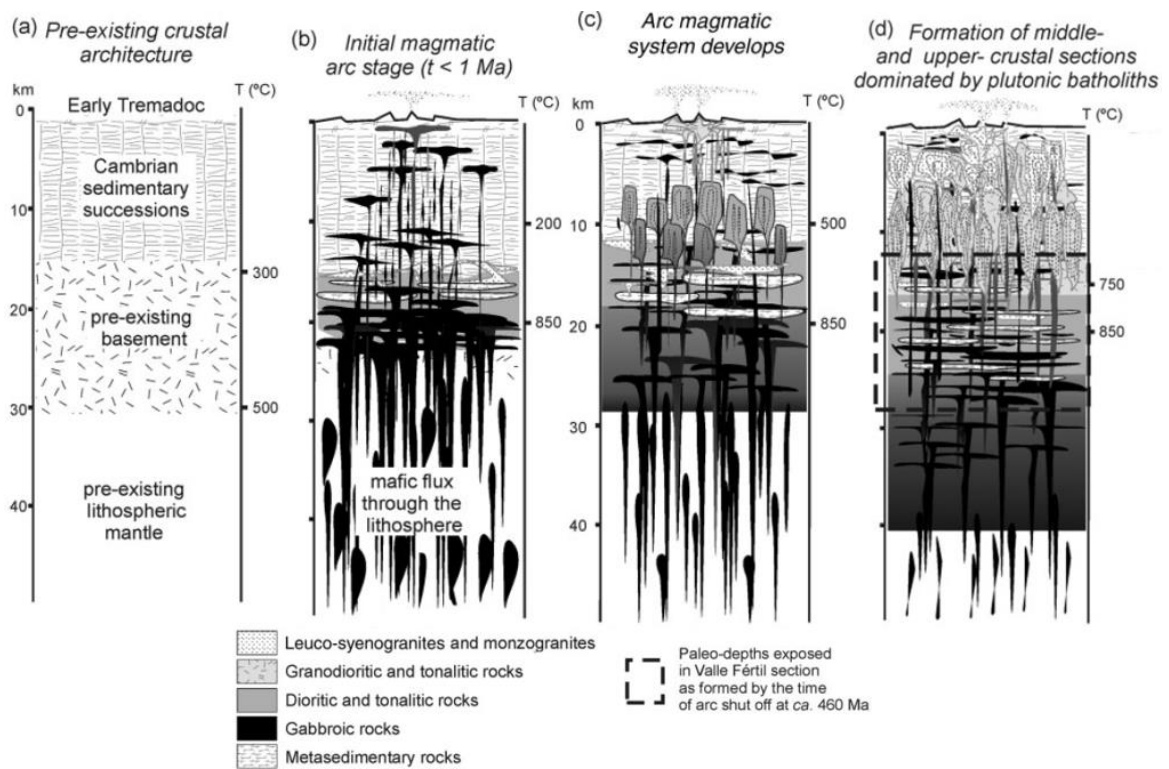 (a) Pre-existing crustal
architecture
km
T (ºC)
Early Tremadoc
0
Cambrian
sedimentary
successions
10
300
20
pre-existing
basement
30
500
pre-existing
lithospheric
mantle
40
(b) Initial magmatic
arc stage (t < 1 Ma)
T (ºC)
200
850
mafic flux
through the
lithosphere
(c) Arc magmatic
system develops
km
0
10
500
20
850
30
40
(d) Formation of middle-
and upper- crustal sections
dominated by plutonic batholiths
T (ºC)
750
850
Leuco-syenogranites and monzogranites
Granodioritic and tonalitic rocks
Dioritic and tonalitic rocks
Gabbroic rocks
Metasedimentary rocks
Paleo-depths exposed
in Valle Fértil section
as formed by the time
of arc shut off at ca. 460 Ma